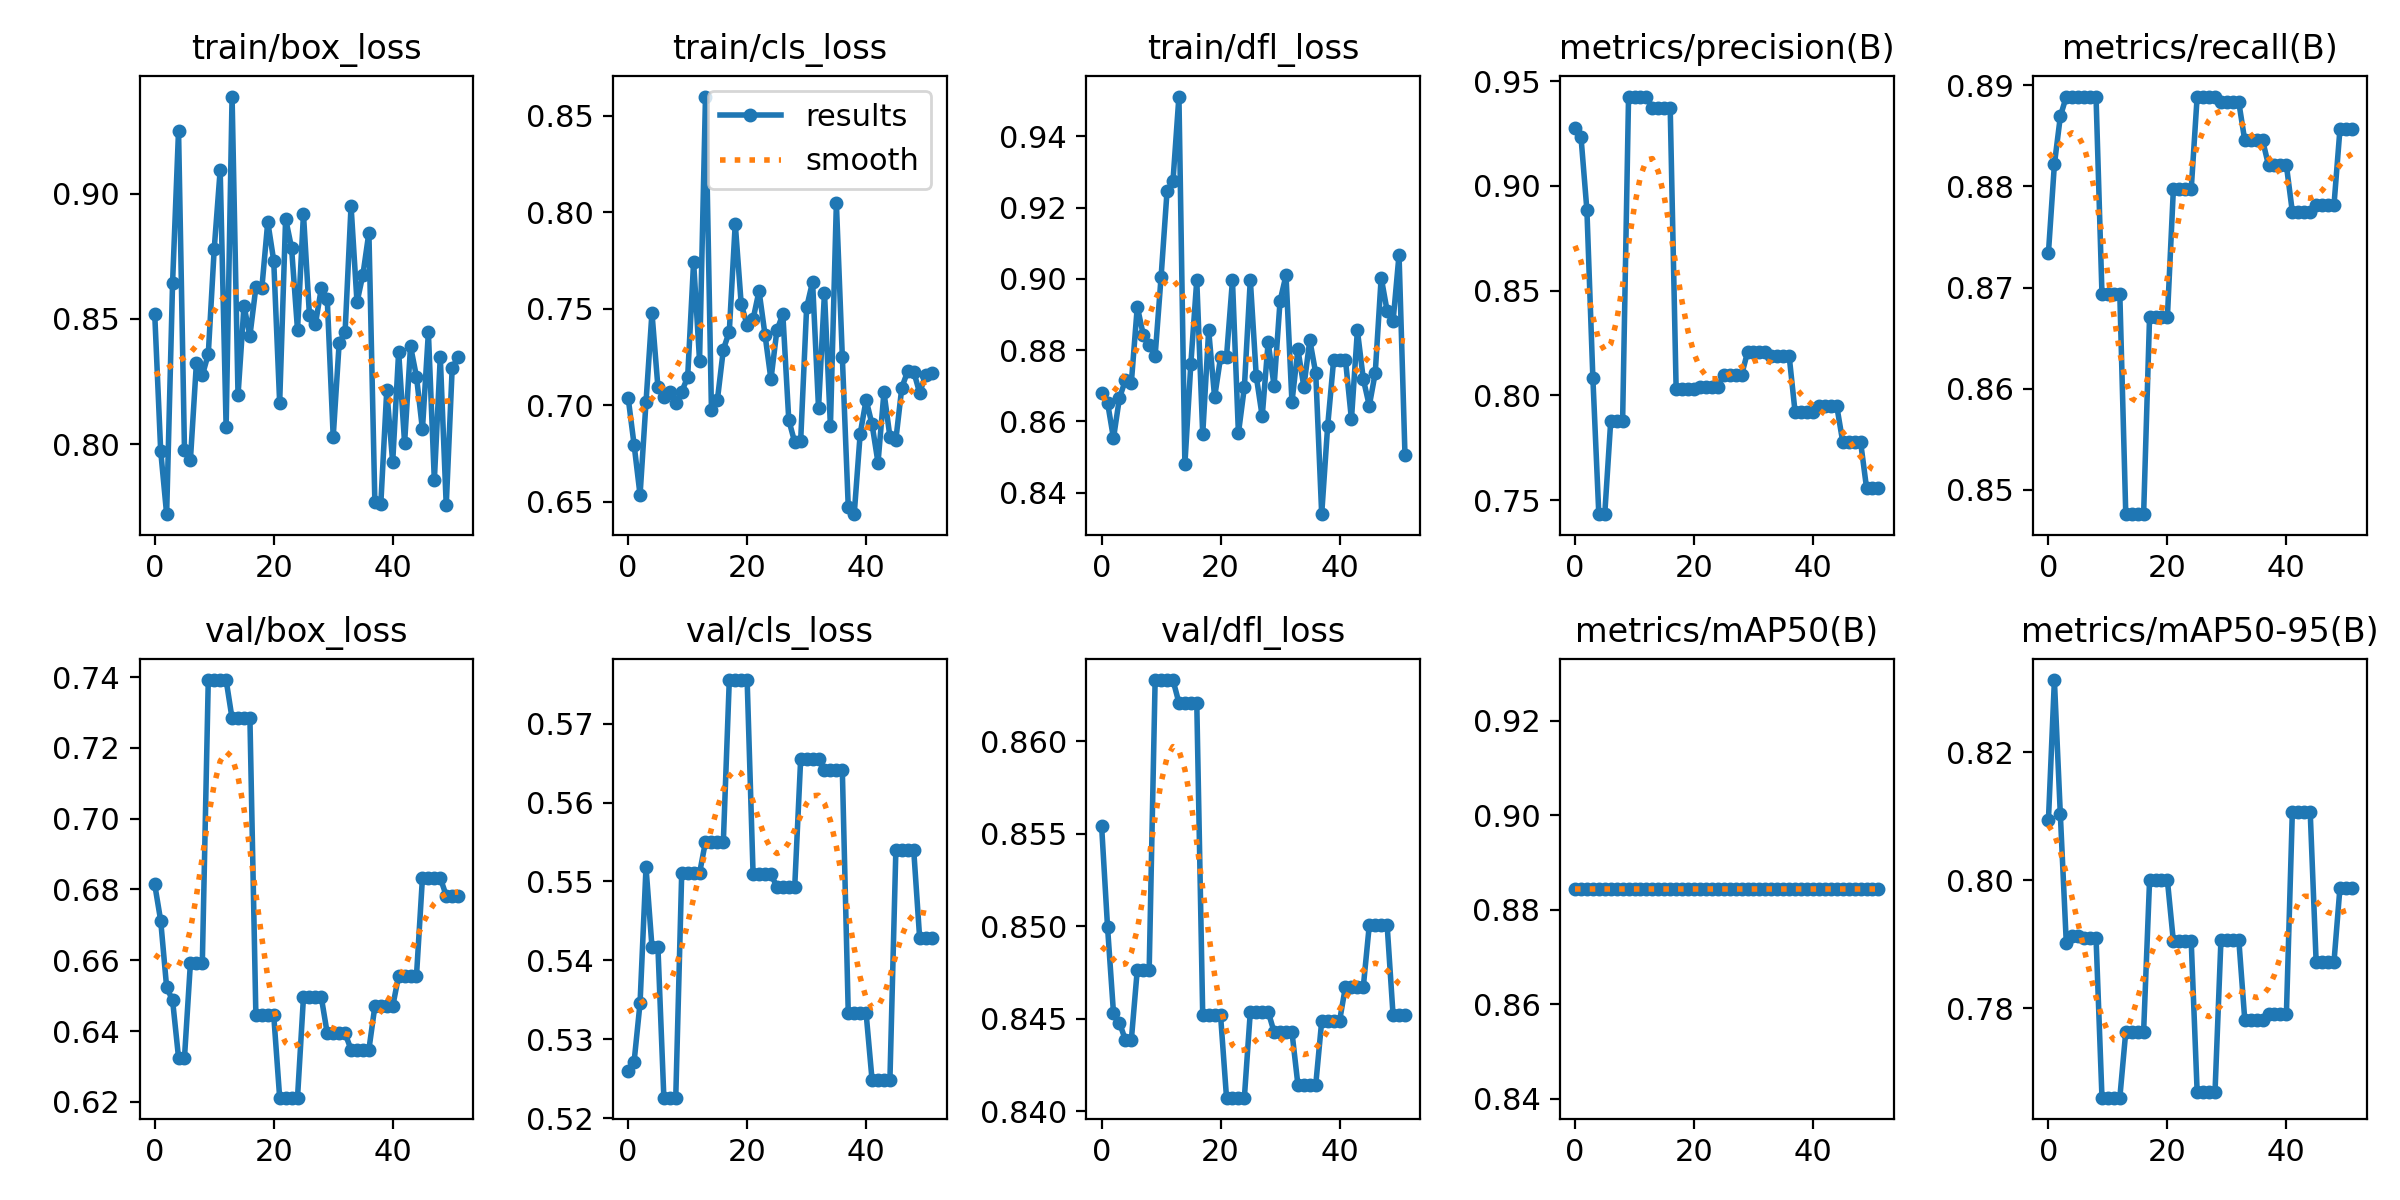 train/box_loss
train/cls_loss
train/dfl_loss
metrics/precision(B)
metrics/recall(B)
0.90
0.85
0.80
0 20 40
results
smooth
0.85
0.80
0.75
0.70
0.65
0 20 40
0.94
0.92
0.90
0.88
0.86
0.84
0 20 40
0.95
0.90
0.85
0.80
0.75
0 20 40
0.89
0.88
0.87
0.86
0.85
0 20 40
val/box_loss
val/cls_loss
val/dfl_loss
metrics/mAP50(B)
metrics/mAP50-95(B)
0.74
0.72
0.70
0.68
0.66
0.64
0.62
0 20 40
0.57
0.56
0.55
0.54
0.53
0.52
0 20 40
0.860
0.855
0.850
0.845
0.840
0 20 40
0.92
0.90
0.88
0.86
0.84
0 20 40
0.82
0.80
0.78
0 20 40